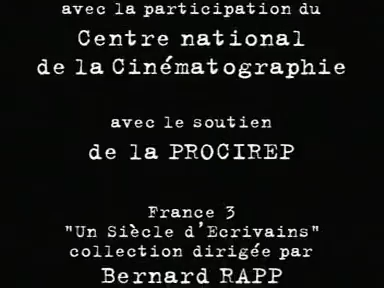 avec la participation du
Centre national
de la Cinématographie
avec le soutien
de la PROCIREP
France 3
"Un Siècle d'Ecrivains"
collection dirigée par
Bernard RAPP